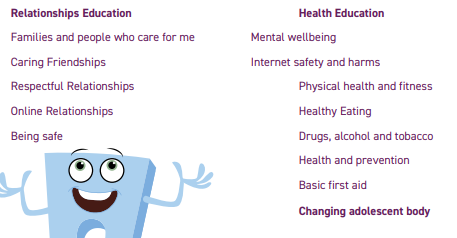 Relationships Education
Families and people who care for me
Caring Friendships
Respectful Relationships
Online Relationships
Being safe
Health Education
Mental wellbeing
Internet safety and harms
Physical health and fitness
Healthy Eating
Drugs, alcohol and tobacco
Health and prevention
Basic first aid
Changing adolescent body